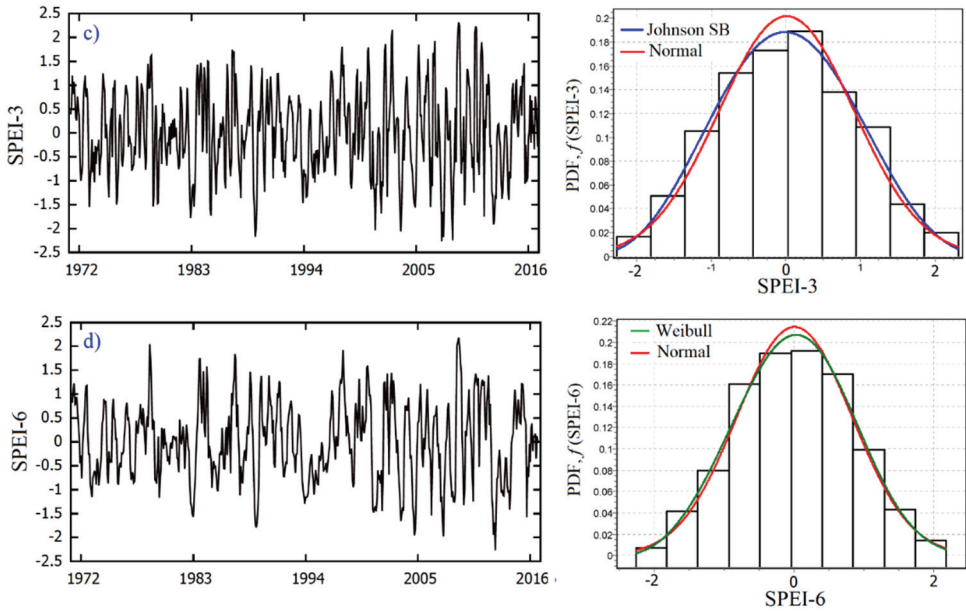 c)
SPEI-3
2.5
2
1.5
1
0.5
0
-0.5
-1
-1.5
-2
-2.5
1972 1983 1994 2005 2016
Johnson SB
Normal
PDF, f (SPEI-3)
0.2
0.18
0.16
0.14
0.12
0.1
0.08
0.06
0.04
0.02
0
-2 -1 0 1 2
SPEI-3
d)
SPEI-6
2.5
2
1.5
1
0.5
0
-0.5
-1
-1.5
-2
-2.5
1972 1983 1994 2005 2016
Weibull
Normal
PDF, f (SPEI-6)
0.22
0.2
0.18
0.16
0.14
0.12
0.1
0.08
0.06
0.04
0.02
0
-2 0 2
SPEI-6